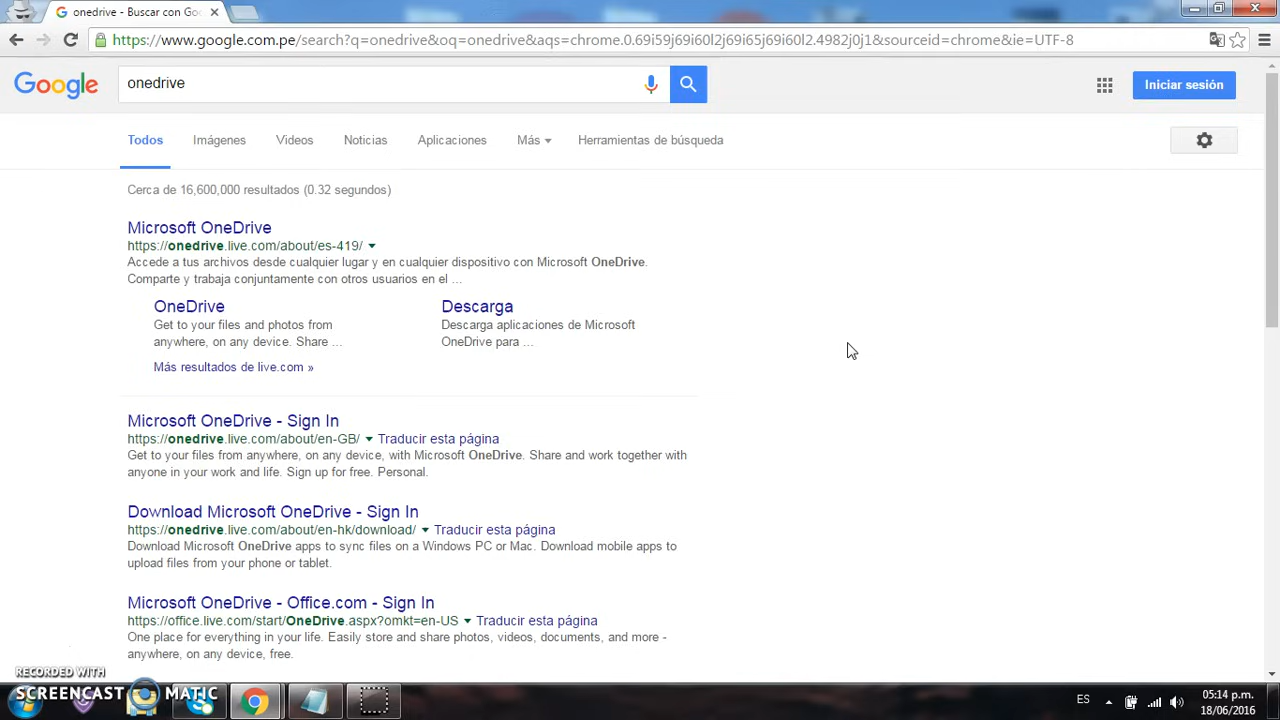 onedrive - Buscar con Goo
https://www.google.com.pe/search?q=onedrive&oq=onedrive&aqs=chrome.0.69i59j69i60l2j69i65j69i60l2.4982j0j1&sourceid=chrome&ie=UTF-8
Google onedrive Iniciar sesión
Todos Imágenes Videos Noticias Aplicaciones Más Herramientas de búsqueda
Cerca de 16,600,000 resultados (0.32 segundos)
Microsoft OneDrive
https://onedrive.live.com/about/es-419/
Accede a tus archivos desde cualquier lugar y en cualquier dispositivo con Microsoft OneDrive.
Comparte y trabaja conjuntamente con otros usuarios en el ...
OneDrive Descarga
Get to your files and photos from Descarga aplicaciones de Microsoft
anywhere, on any device. Share ... OneDrive para ...
Más resultados de live.com »
Microsoft OneDrive - Sign In
https://onedrive.live.com/about/en-GB/ Traducir esta página
Get to your files from anywhere, on any device, with Microsoft OneDrive. Share and work together with
anyone in your work and life. Sign up for free. Personal.
Download Microsoft OneDrive - Sign In
https://onedrive.live.com/about/en-hk/download/ Traducir esta página
Download Microsoft OneDrive apps to sync files on a Windows PC or Mac. Download mobile apps to
upload files from your phone or tablet.
Microsoft OneDrive - Office.com - Sign In
https://office.live.com/start/OneDrive.aspx?omkt=en-US Traducir esta página
One place for everything in your life. Easily store and share photos, videos, documents, and more -
anywhere, on any device, free.
RECORDED WITH
SCREENCAST MATIC
ES 05:14 p.m.
18/06/2016